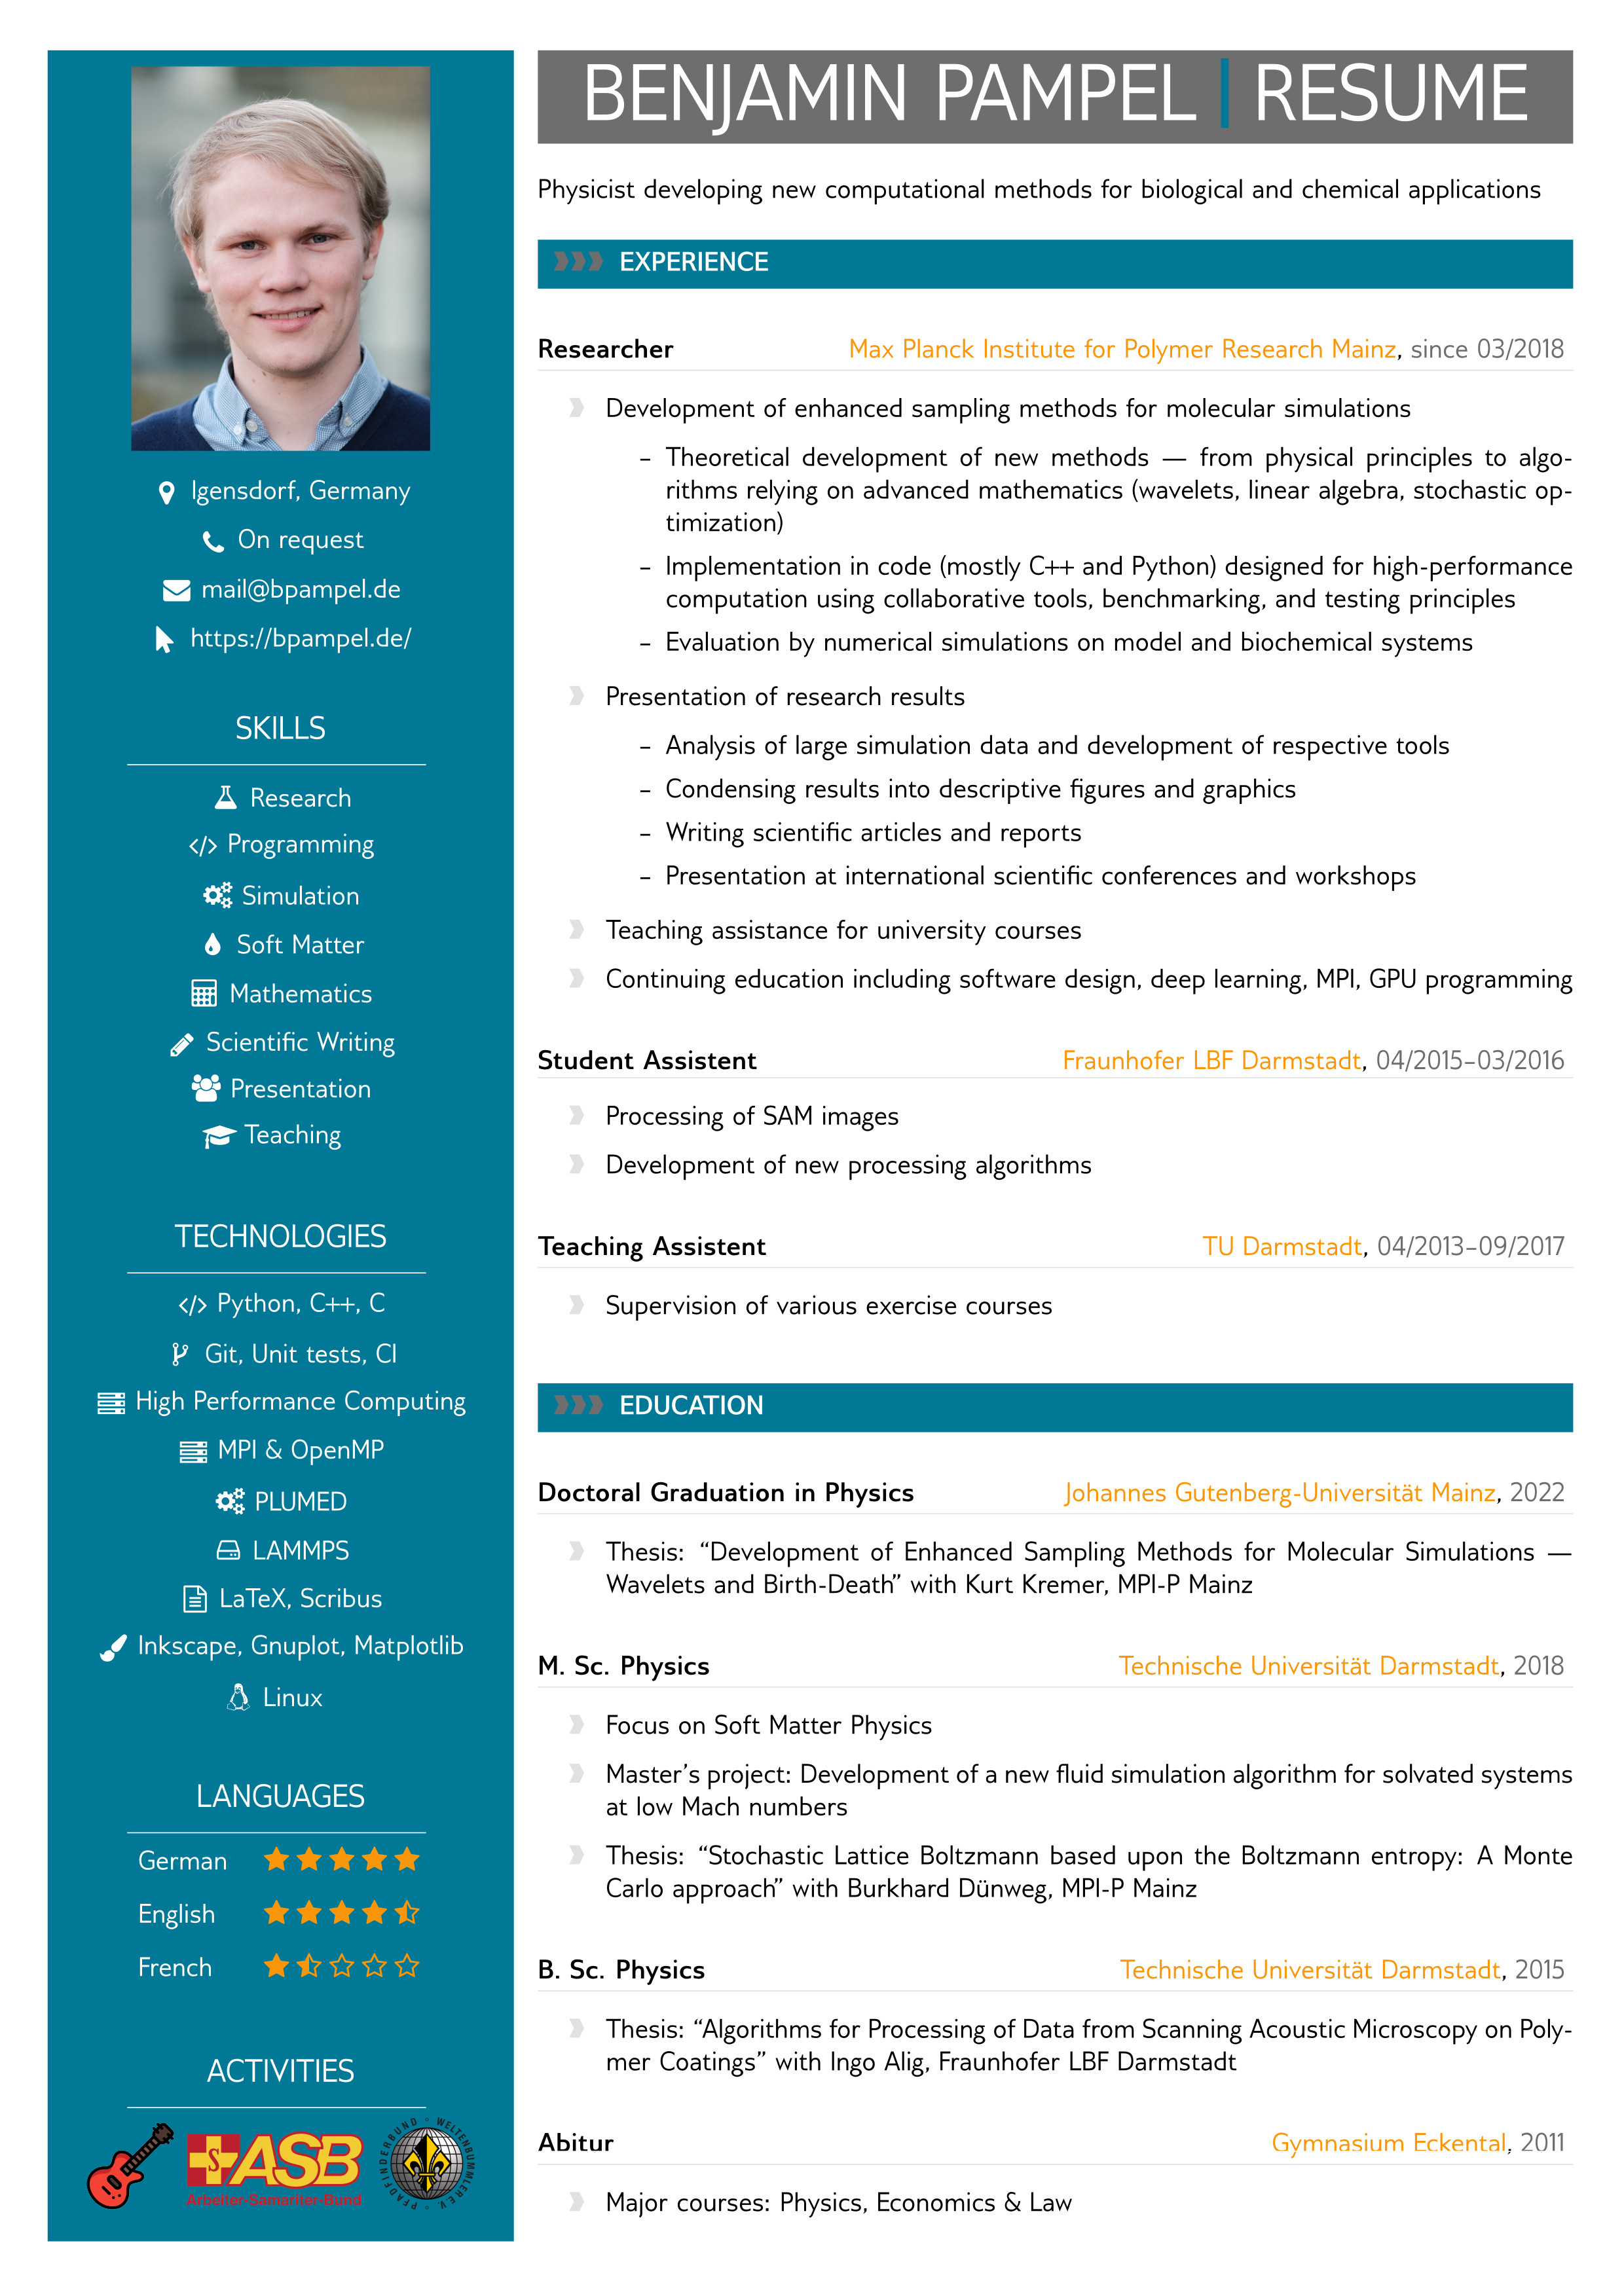 BENJAMIN PAMPEL | RESUME
Physicist developing new computational methods for biological and chemical applications
Igensdorf, Germany
On request
mail@bpampel.de
https://bpampel.de/
SKILLS
Research
Programming
Simulation
Soft Matter
Mathematics
Scientific Writing
Presentation
Teaching
TECHNOLOGIES
Python, C++, C
Git, Unit tests, CI
High Performance Computing
MPI & OpenMP
PLUMED
LAMMPS
LaTeX, Scribus
Inkscape, Gnuplot, Matplotlib
Linux
LANGUAGES
German
English
French
ACTIVITIES
S ASB
Arbeiter-Samariter-Bund
PFADFINDERBUND WELTENBUMMLER E.V.
EXPERIENCE
Researcher Max Planck Institute for Polymer Research Mainz, since 03/2018
Development of enhanced sampling methods for molecular simulations
– Theoretical development of new methods — from physical principles to algo-
rithms relying on advanced mathematics (wavelets, linear algebra, stochastic op-
timization)
– Implementation in code (mostly C++ and Python) designed for high-performance
computation using collaborative tools, benchmarking, and testing principles
– Evaluation by numerical simulations on model and biochemical systems
Presentation of research results
– Analysis of large simulation data and development of respective tools
– Condensing results into descriptive figures and graphics
– Writing scientific articles and reports
– Presentation at international scientific conferences and workshops
Teaching assistance for university courses
Continuing education including software design, deep learning, MPI, GPU programming
Student Assistent Fraunhofer LBF Darmstadt, 04/2015–03/2016
Processing of SAM images
Development of new processing algorithms
Teaching Assistent TU Darmstadt, 04/2013–09/2017
Supervision of various exercise courses
EDUCATION
Doctoral Graduation in Physics Johannes Gutenberg-Universität Mainz, 2022
Thesis: “Development of Enhanced Sampling Methods for Molecular Simulations —
Wavelets and Birth-Death” with Kurt Kremer, MPI-P Mainz
M. Sc. Physics Technische Universität Darmstadt, 2018
Focus on Soft Matter Physics
Master’s project: Development of a new fluid simulation algorithm for solvated systems
at low Mach numbers
Thesis: “Stochastic Lattice Boltzmann based upon the Boltzmann entropy: A Monte
Carlo approach” with Burkhard Dünweg, MPI-P Mainz
B. Sc. Physics Technische Universität Darmstadt, 2015
Thesis: “Algorithms for Processing of Data from Scanning Acoustic Microscopy on Poly-
mer Coatings” with Ingo Alig, Fraunhofer LBF Darmstadt
Abitur Gymnasium Eckental, 2011
Major courses: Physics, Economics & Law